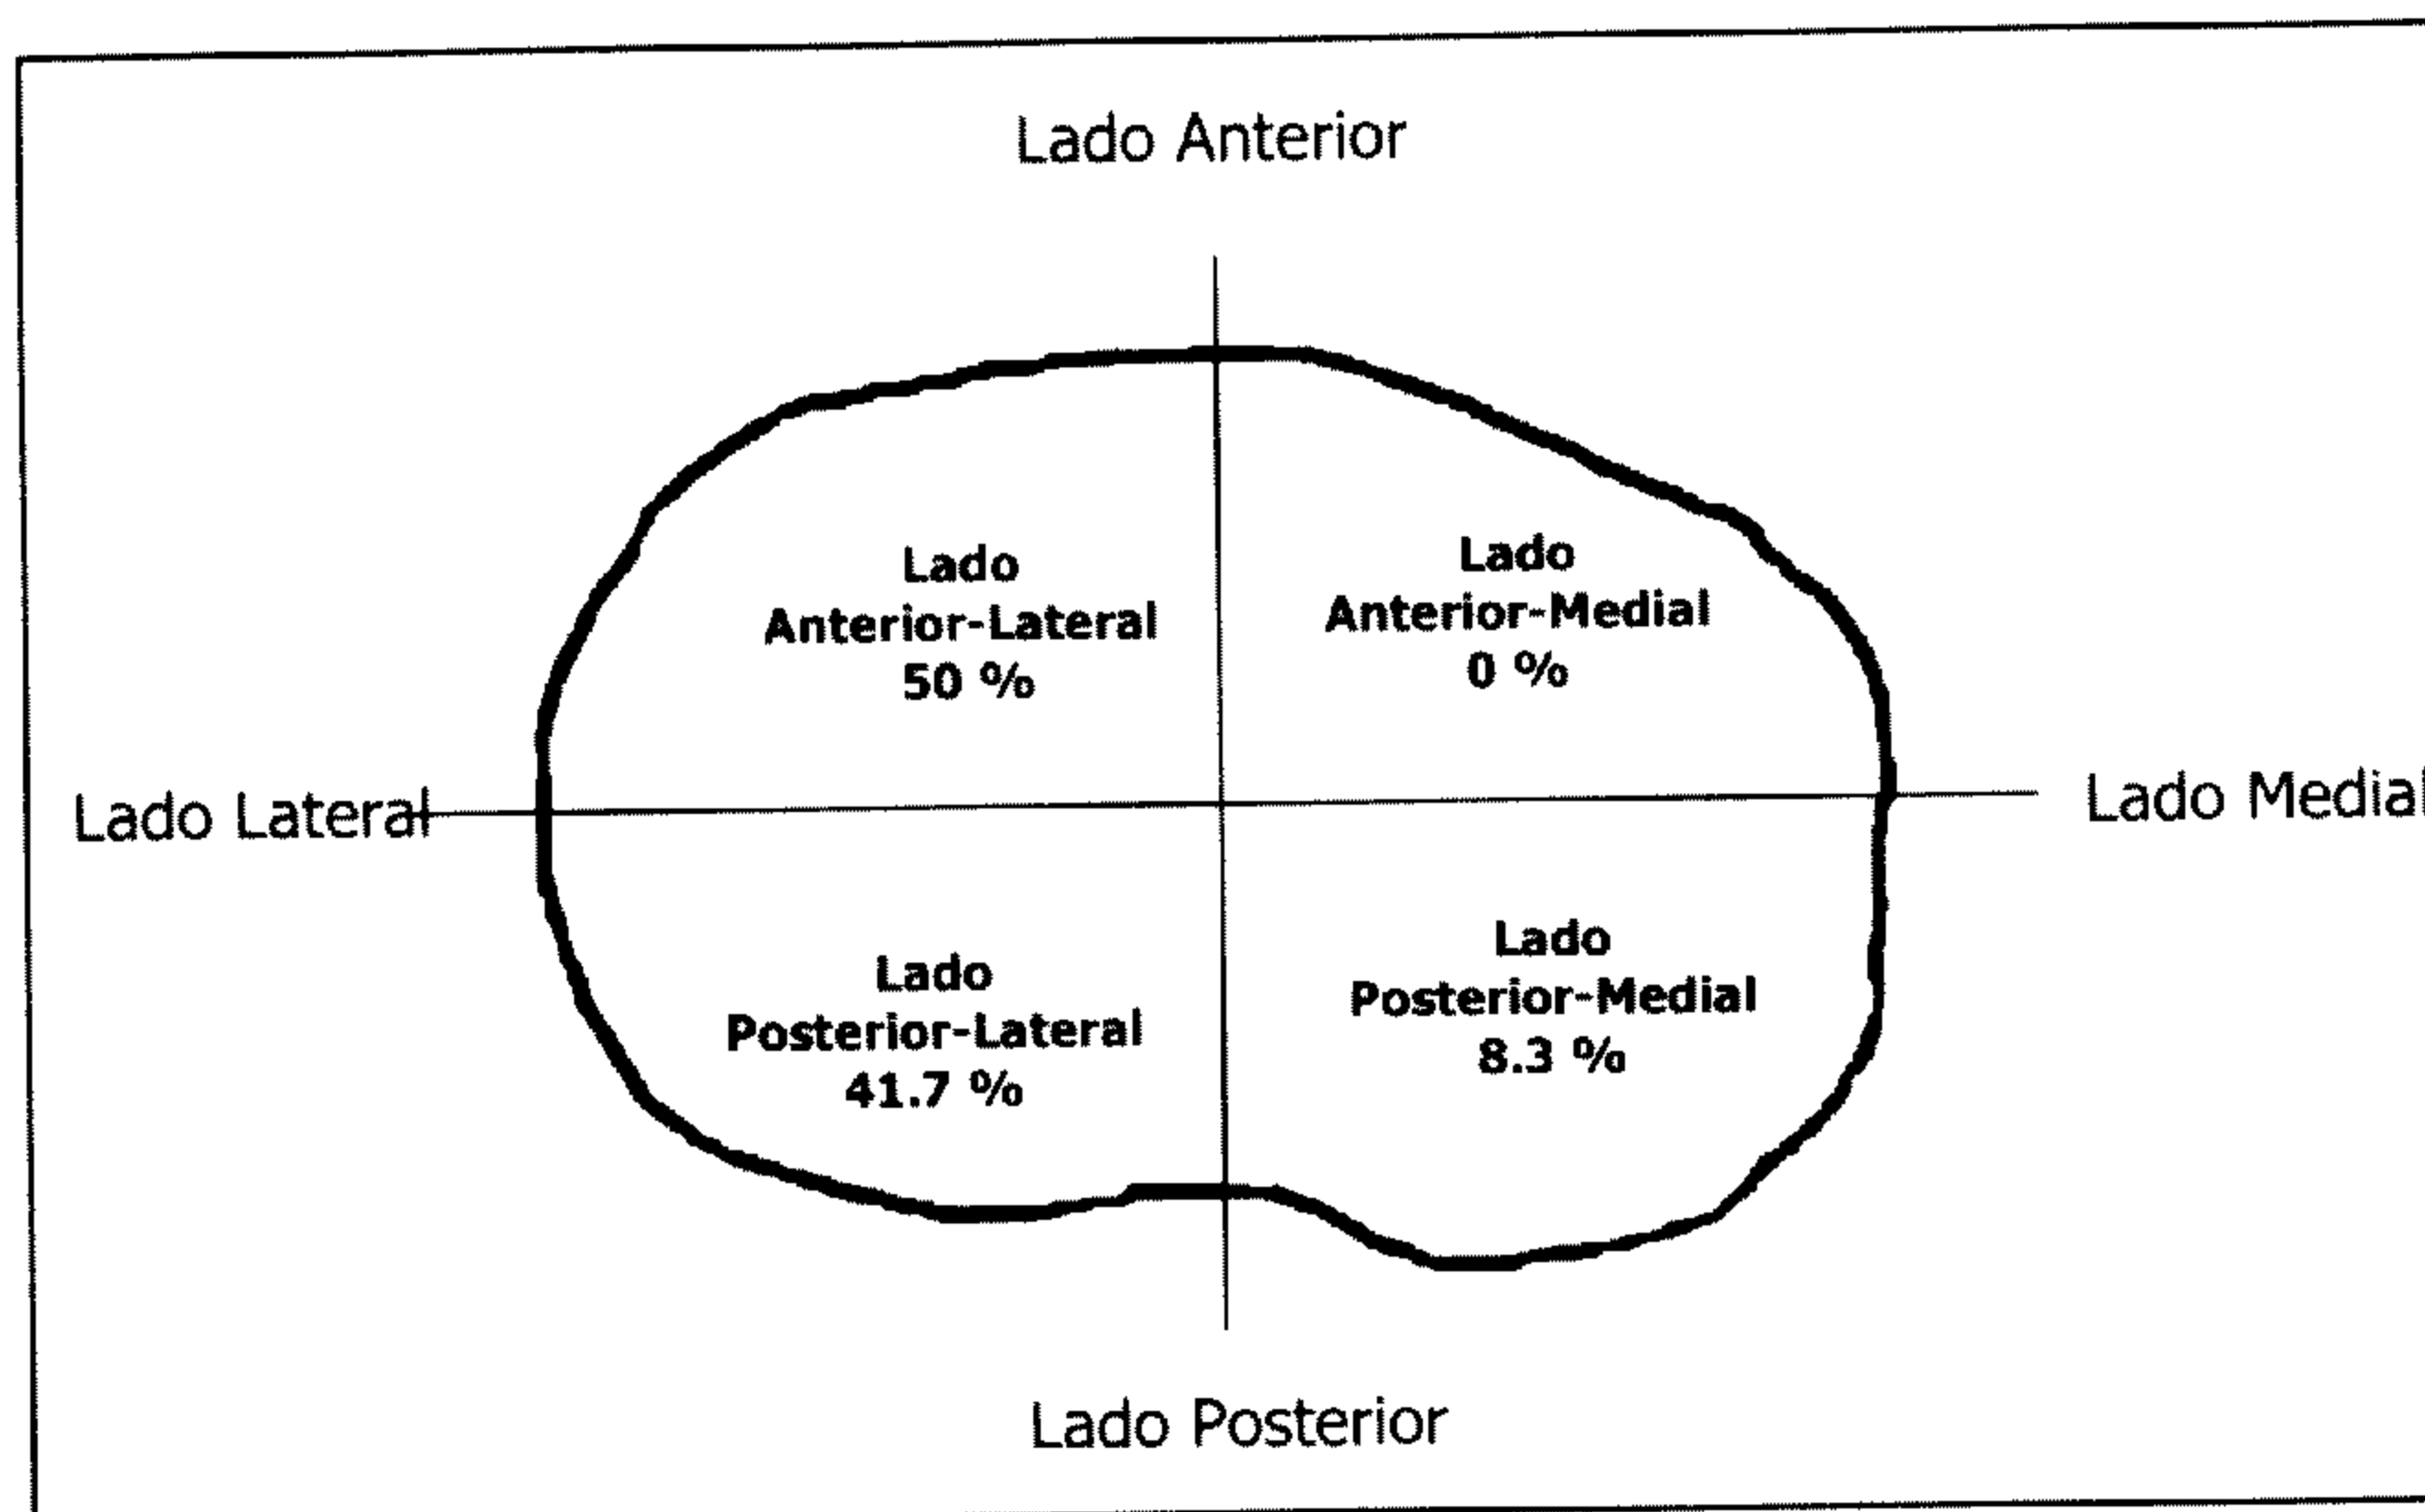 Lado Anterior
Lado
Anterior-Lateral
50 %
Lado
Anterior-Medial
0 %
Lado Lateral
Lado Medial
Lado
Posterior-Lateral
41.7 %
Lado
Posterior-Medial
8.3 %
Lado Posterior